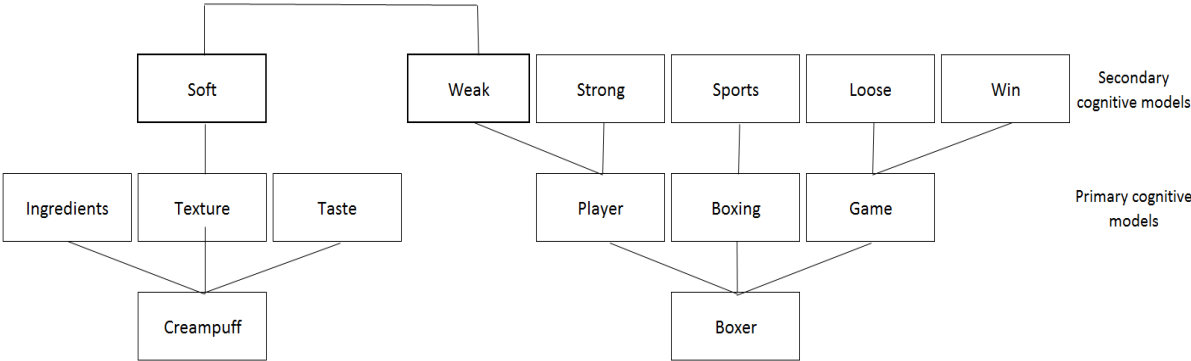 Soft
Weak
Strong
Sports
Loose
Win
Secondary
cognitive models
Ingredients
Texture
Taste
Player
Boxing
Game
Primary cognitive
models
Creampuff
Boxer